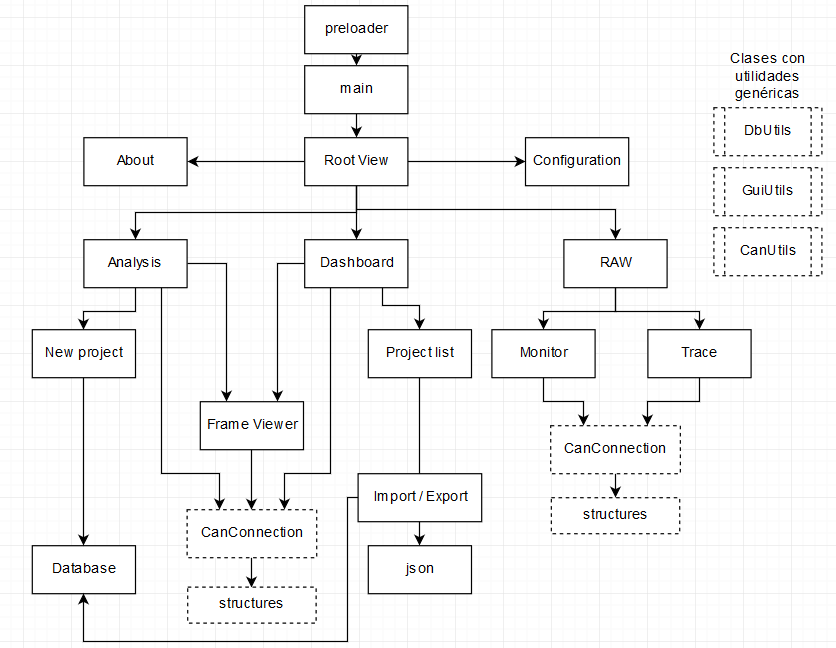 preloader
main
Clases con
utilidades
genéricas
DbUtils
About
Root View
Configuration
GuiUtils
CanUtils
Analysis
Dashboard
RAW
New project
Project list
Monitor
Trace
Frame Viewer
CanConnection
Import / Export
structures
CanConnection
Database
json
structures